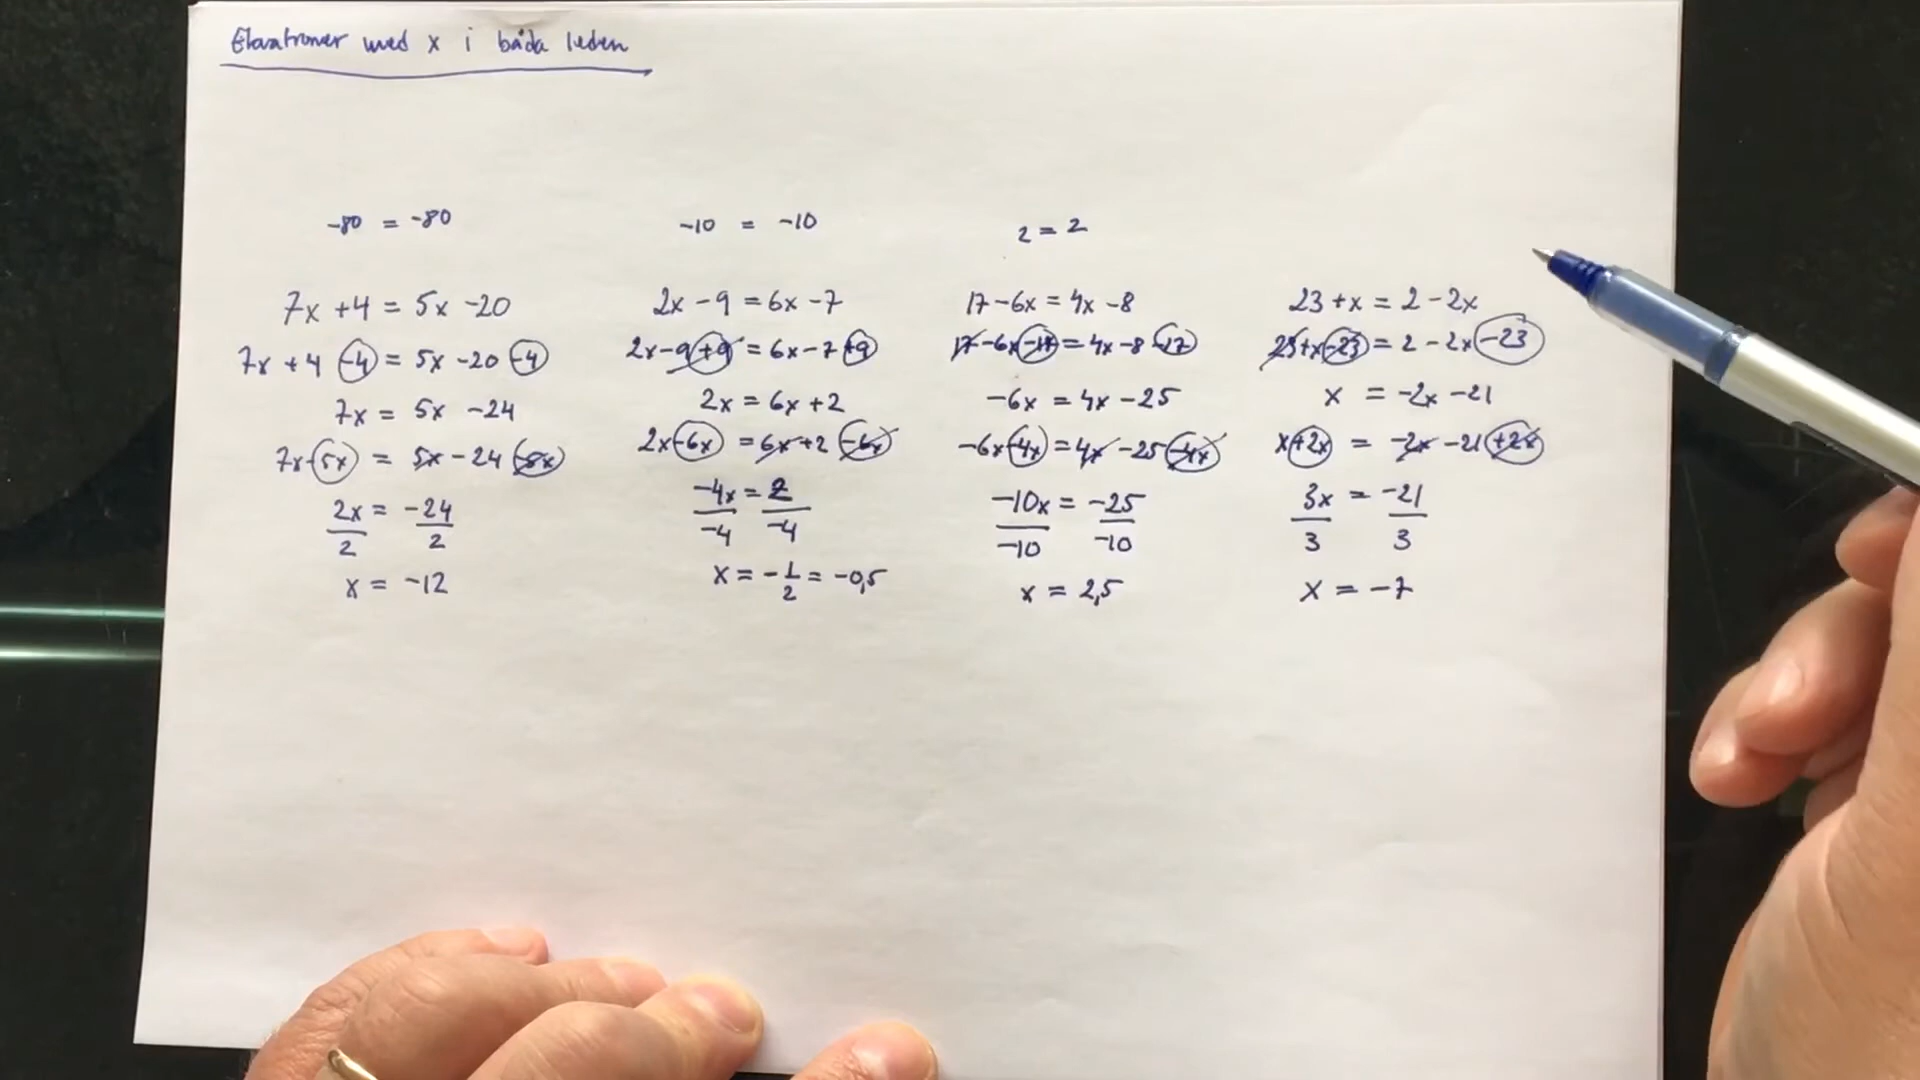 Ekvationer med x i båda leden
-80 = -80
7x + 4 = 5x - 20
7x + 4 - 4 = 5x - 20 - 4
7x = 5x - 24
7x - 5x = 5x - 24 - 5x
2x = -24
2 2
x = -12
-10 = -10
2x - 9 = 6x - 7
2x - 9 + 9 = 6x - 7 + 9
2x = 6x + 2
2x - 6x = 6x + 2 - 6x
-4x = 2
-4 -4
x = -1/2 = -0,5
2 = 2
17 - 6x = 4x - 8
17 - 6x - 17 = 4x - 8 - 17
-6x = 4x - 25
-6x - 4x = 4x - 25 - 4x
-10x = -25
-10 -10
x = 2,5
23 + x = 2 - 2x
23 + x - 23 = 2 - 2x - 23
x = -2x - 21
x + 2x = -2x - 21 + 2x
3x = -21
3 3
x = -7